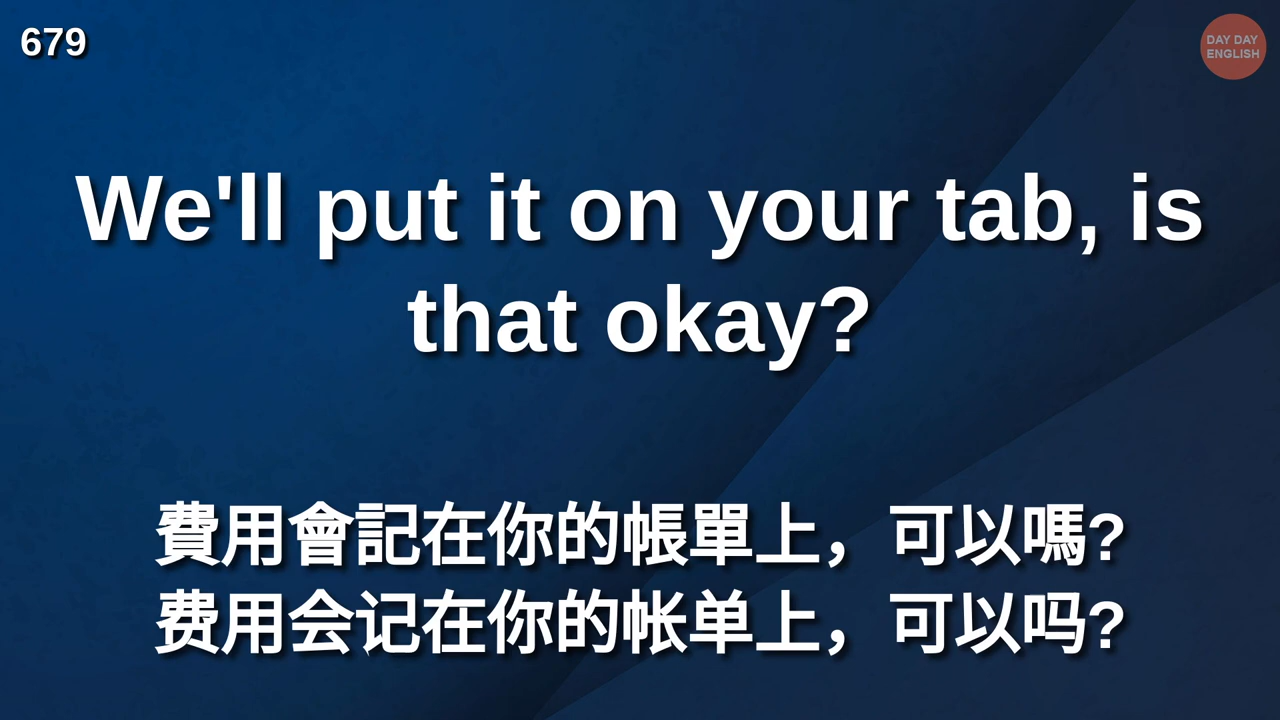 679
DAY DAY
ENGLISH
We'll put it on your tab, is
that okay?
費用會記在你的帳單上，可以嗎?
费用会记在你的帐单上，可以吗?